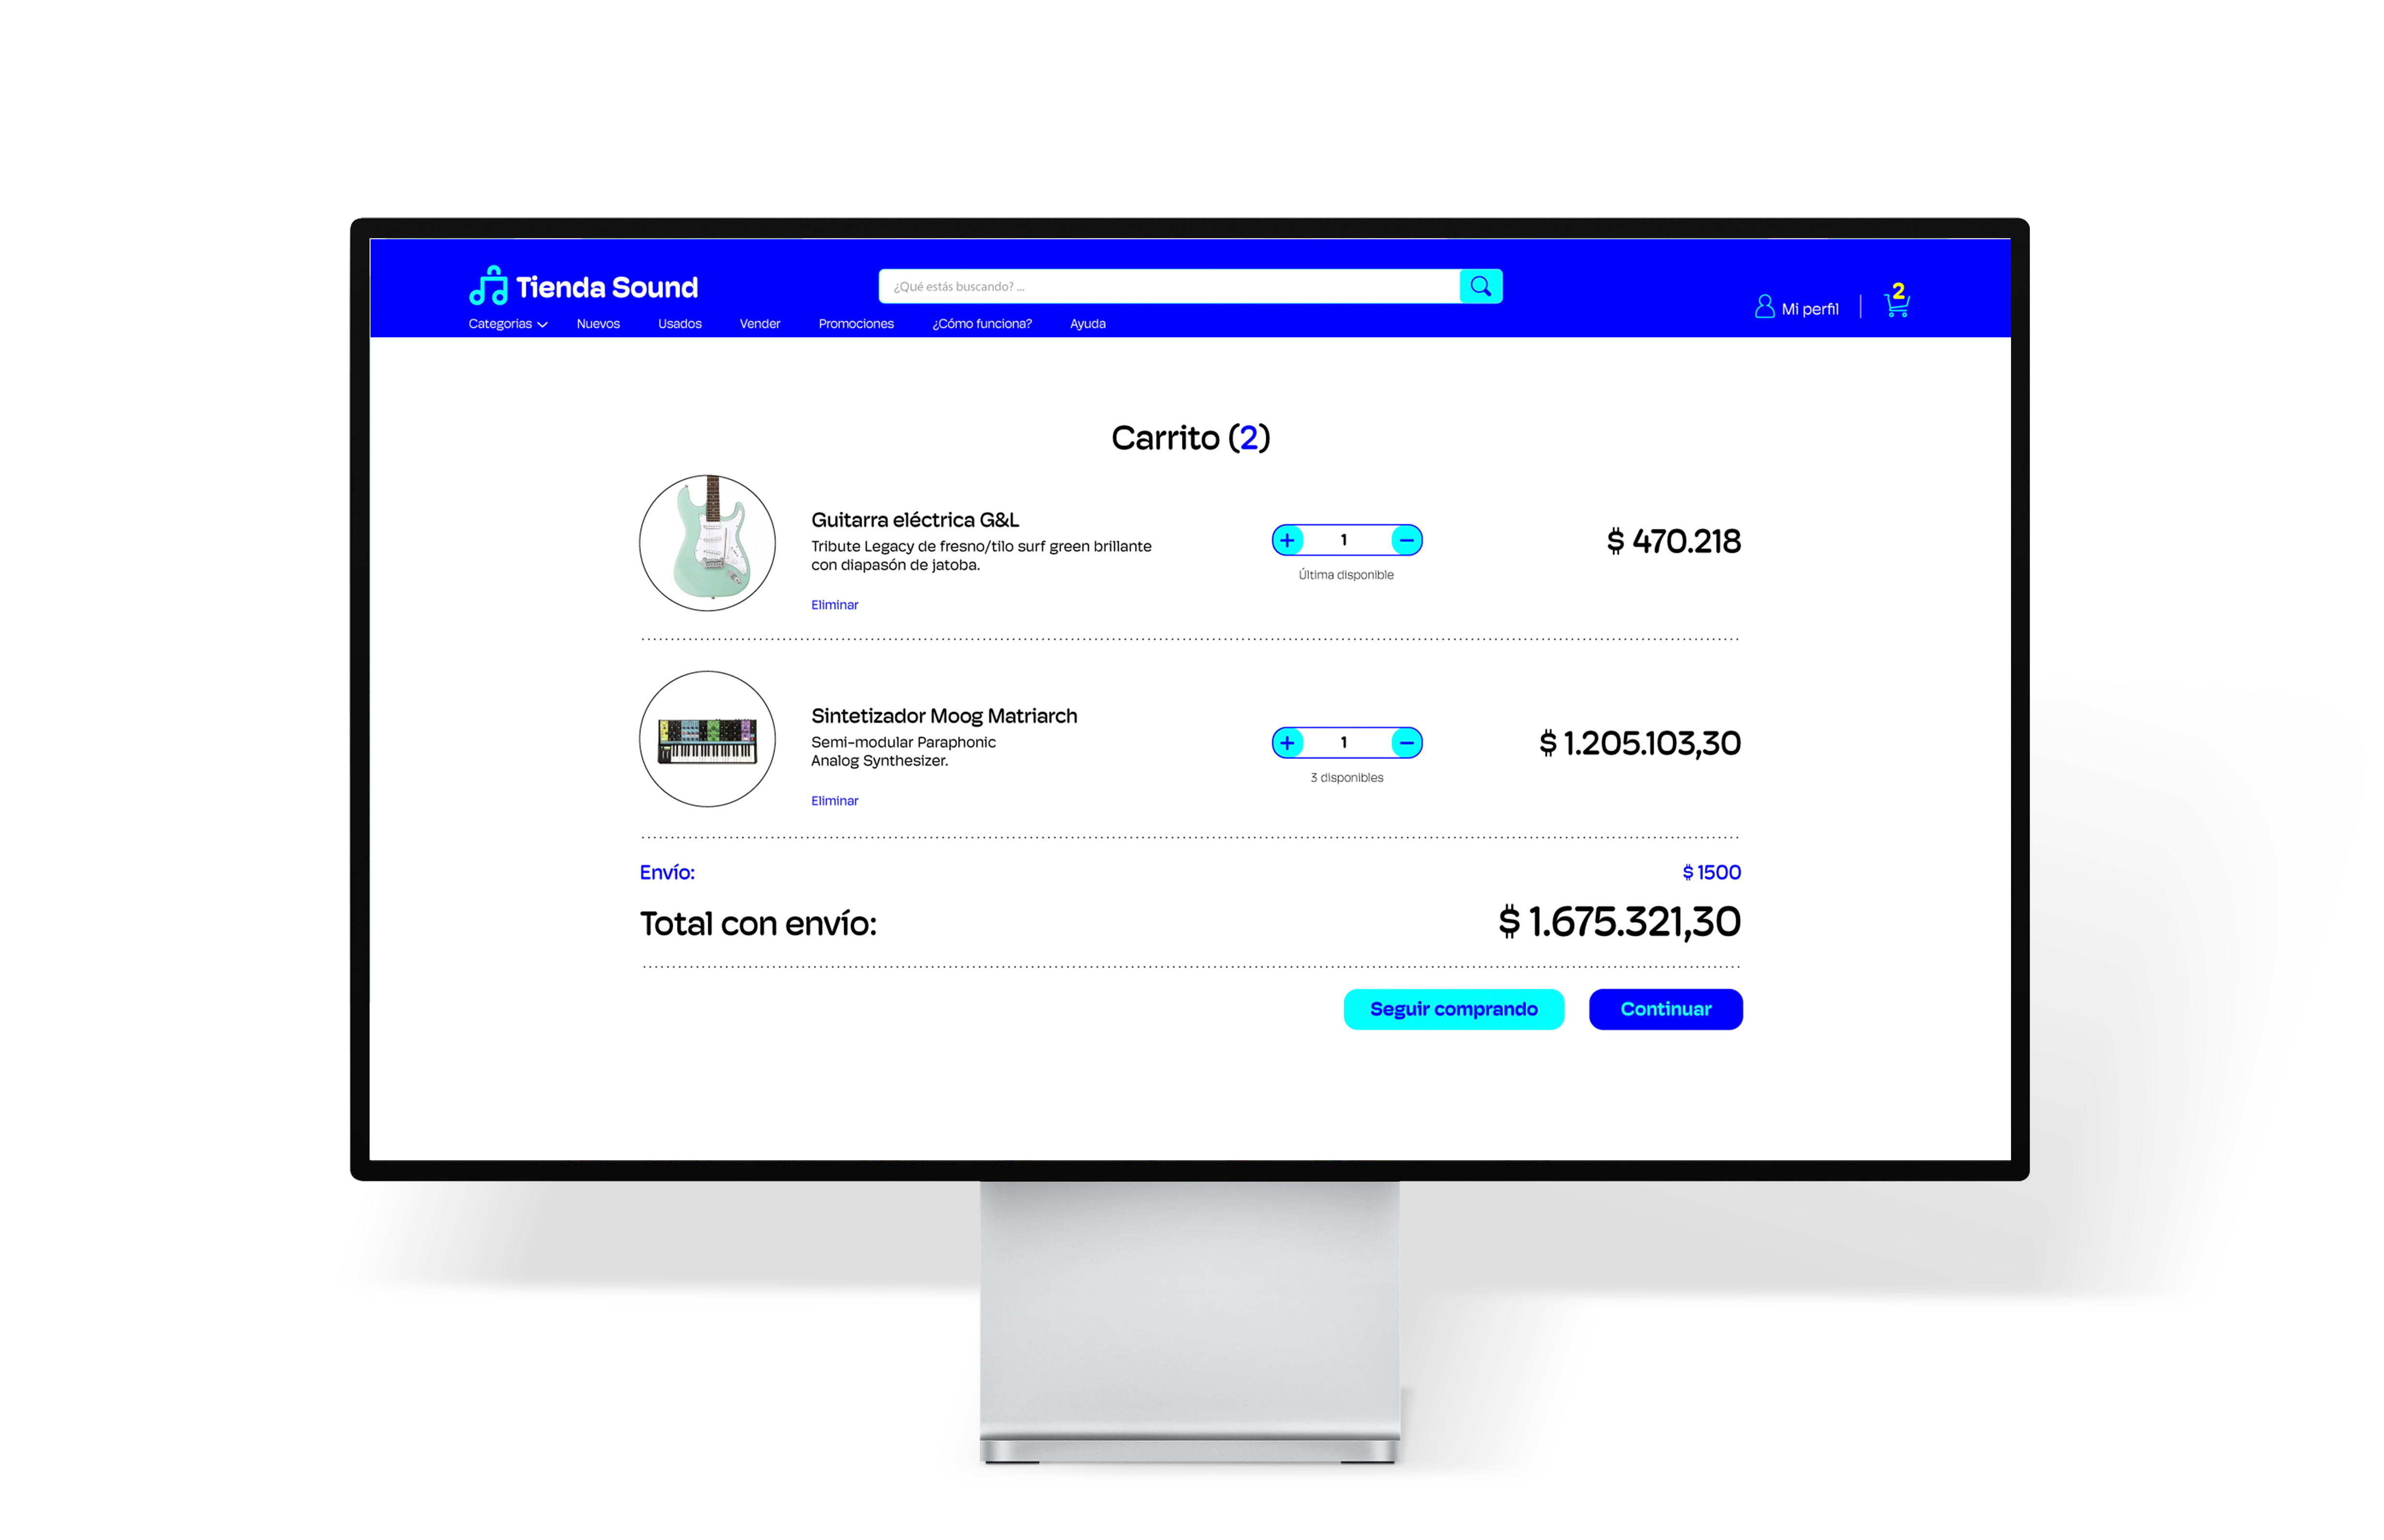 Tienda Sound
¿Qué estás buscando? ...
Categorias
Nuevos
Usados
Vender
Promociones
¿Cómo funciona?
Ayuda
Mi perfil
2
Carrito (2)
Guitarra eléctrica G&L
Tribute Legacy de fresno/tilo surf green brillante
con diapasón de jatoba.
Eliminar
+ 1 −
Última disponible
$ 470.218
Sintetizador Moog Matriarch
Semi-modular Paraphonic
Analog Synthesizer.
Eliminar
+ 1 −
3 disponibles
$ 1.205.103,30
Envío:
$ 1500
Total con envío:
$ 1.675.321,30
Seguir comprando
Continuar